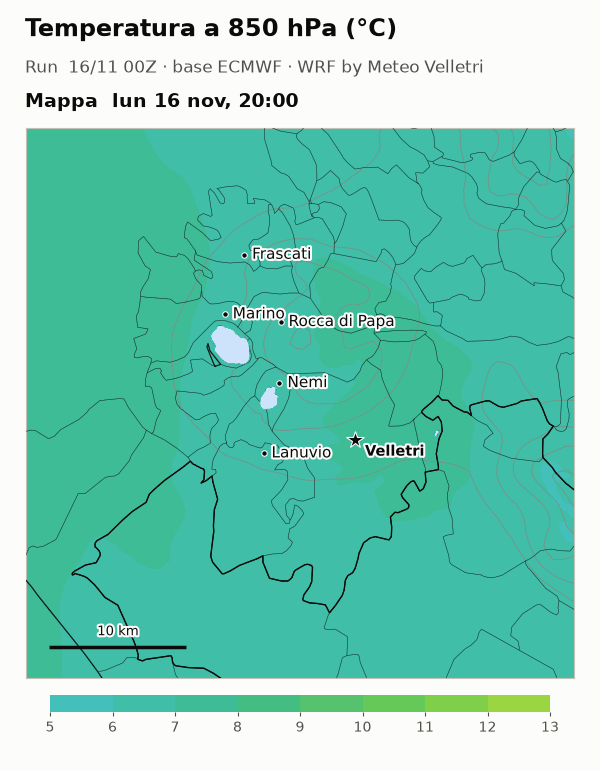 Temperatura a 850 hPa (°C)
Run  16/11 00Z · base ECMWF · WRF by Meteo Velletri
Mappa  lun 16 nov, 20:00
Frascati
Marino
Rocca di Papa
Nemi
Velletri
Lanuvio
10 km
5 6 7 8 9 10 11 12 13